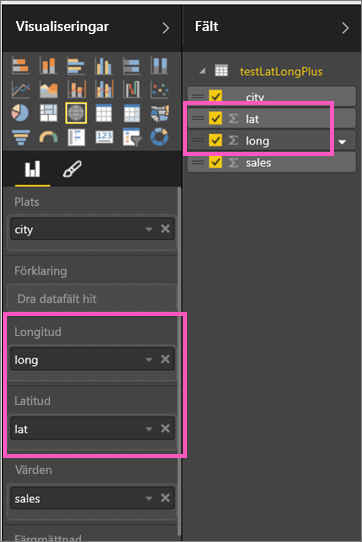 Visualiseringar
Plats
city
Förklaring
Dra datafält hit
Longitud
long
Latitud
lat
Värden
sales
Färgmättnad
Fält
testLatLongPlus
city
Σ lat
Σ long
Σ sales